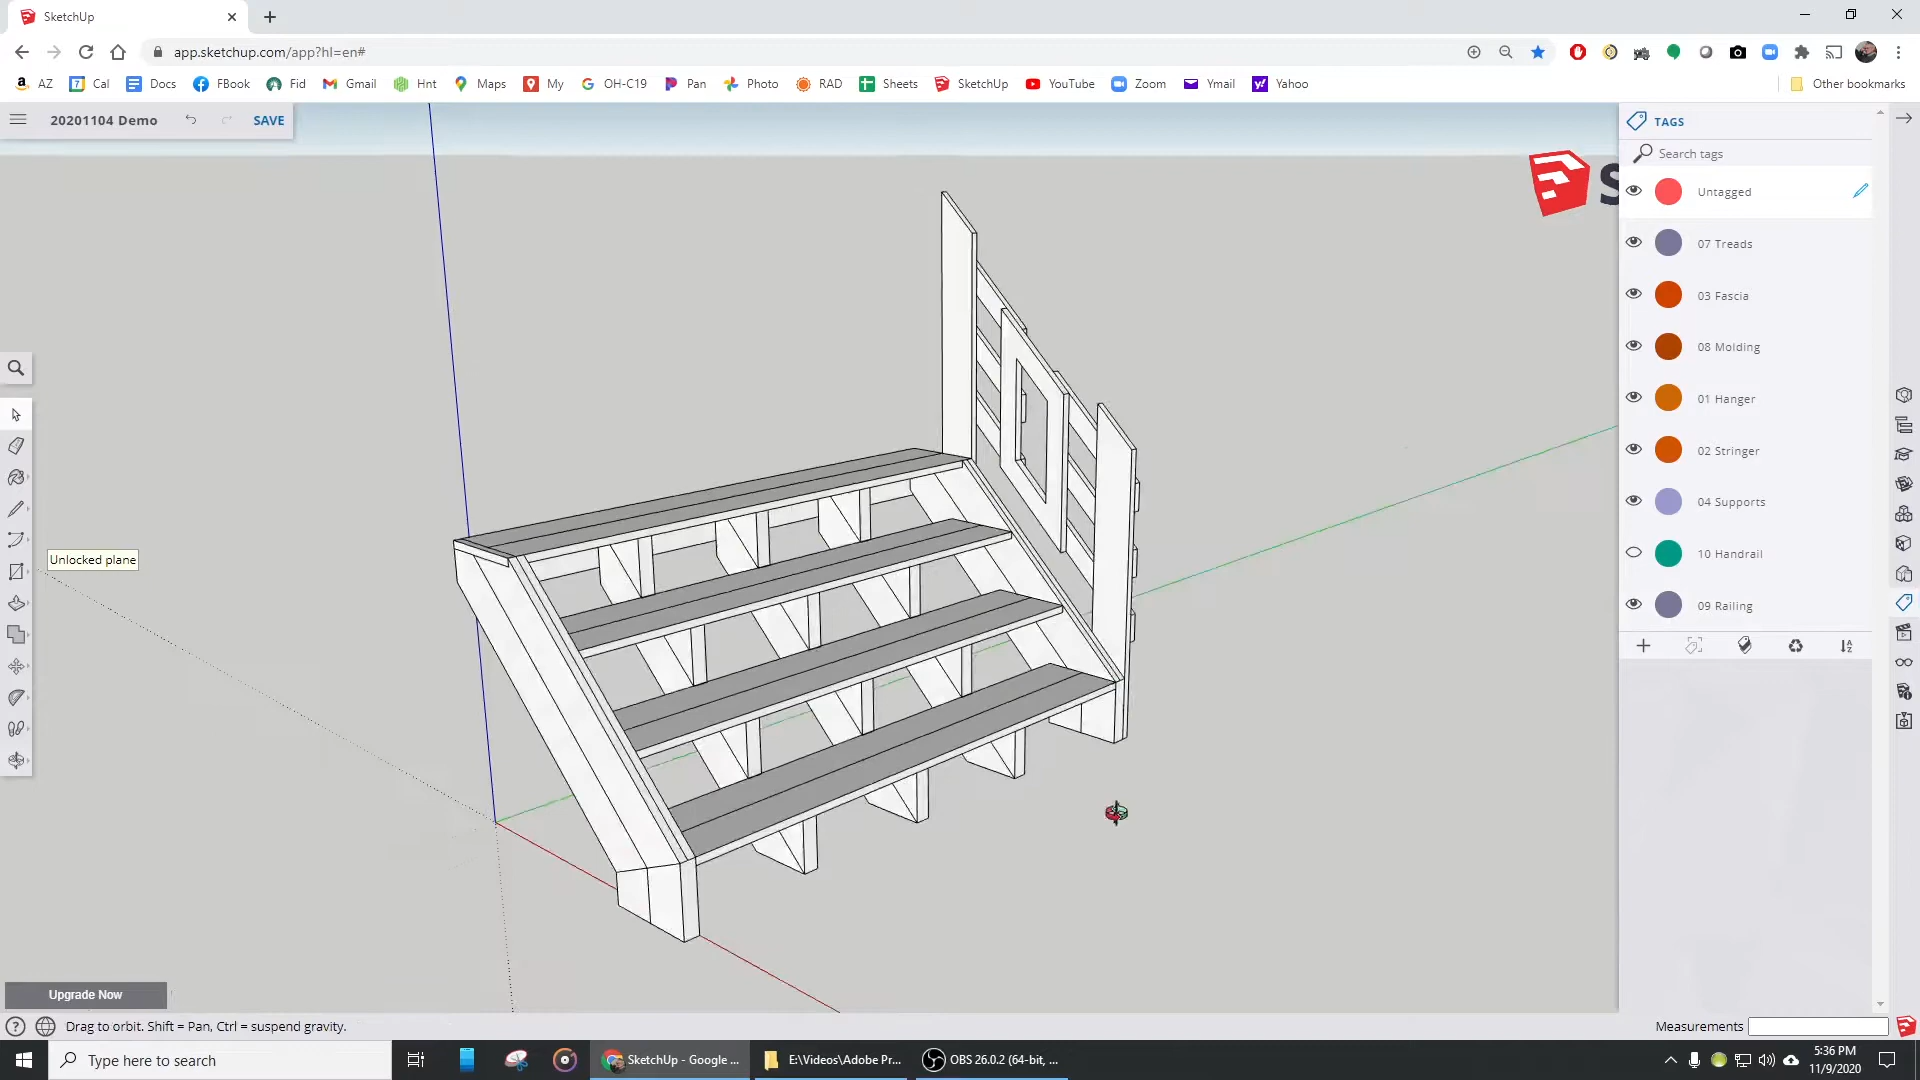 SketchUp
app.sketchup.com/app?hl=en#
AZ Cal Docs FBook Fid Gmail Hnt Maps My OH-C19 Pan Photo RAD Sheets SketchUp YouTube Zoom Ymail Yahoo Other bookmarks
20201104 Demo SAVE
TAGS
Search tags
S
Untagged
07 Treads
03 Fascia
08 Molding
01 Hanger
02 Stringer
04 Supports
Unlocked plane
10 Handrail
09 Railing
Upgrade Now
Drag to orbit. Shift = Pan, Ctrl = suspend gravity. Measurements
Type here to search
SketchUp - Google ...
E:\Videos\Adobe Pr...
OBS 26.0.2 (64-bit, ...
5:36 PM
11/9/2020